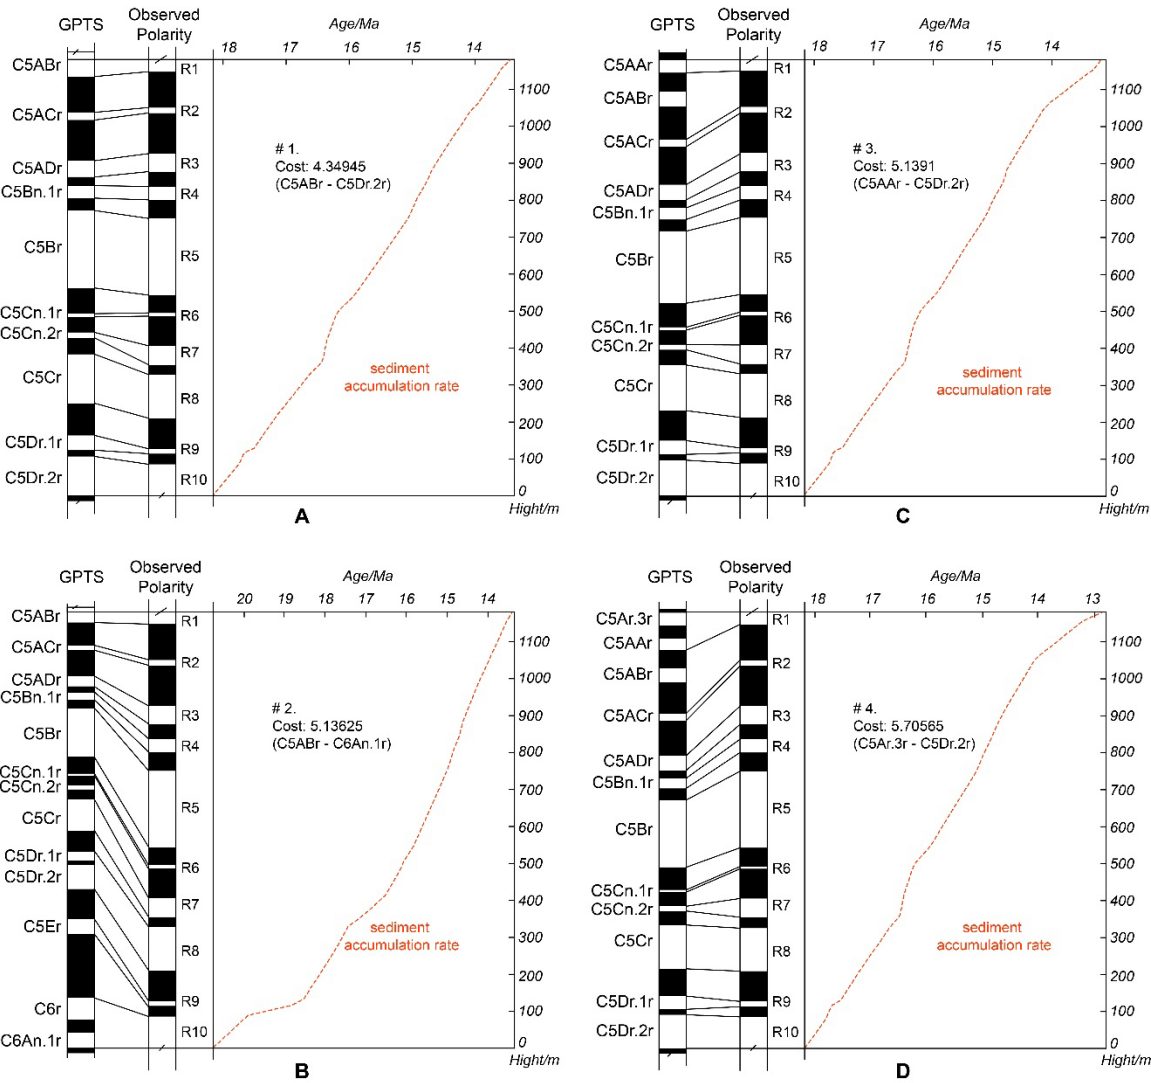 GPTS
Observed
Polarity
Age/Ma
18
17
16
15
14
C5ABr
C5ACr
C5ADr
C5Bn.1r
C5Br
C5Cn.1r
C5Cn.2r
C5Cr
C5Dr.1r
C5Dr.2r
R1
R2
R3
R4
R5
R6
R7
R8
R9
R10
# 1.
Cost: 4.34945
(C5ABr - C5Dr.2r)
sediment
accumulation rate
1100
1000
900
800
700
600
500
400
300
200
100
0
Hight/m
A
GPTS
Observed
Polarity
Age/Ma
18
17
16
15
14
C5AAr
C5ABr
C5ACr
C5ADr
C5Bn.1r
C5Br
C5Cn.1r
C5Cn.2r
C5Cr
C5Dr.1r
C5Dr.2r
R1
R2
R3
R4
R5
R6
R7
R8
R9
R10
# 3.
Cost: 5.1391
(C5AAr - C5Dr.2r)
sediment
accumulation rate
1100
1000
900
800
700
600
500
400
300
200
100
0
Hight/m
C
GPTS
Observed
Polarity
Age/Ma
20
19
18
17
16
15
14
C5ABr
C5ACr
C5ADr
C5Bn.1r
C5Br
C5Cn.1r
C5Cn.2r
C5Cr
C5Dr.1r
C5Dr.2r
C5Er
C6r
C6An.1r
R1
R2
R3
R4
R5
R6
R7
R8
R9
R10
# 2.
Cost: 5.13625
(C5ABr - C6An.1r)
sediment
accumulation rate
1100
1000
900
800
700
600
500
400
300
200
100
0
Hight/m
B
GPTS
Observed
Polarity
Age/Ma
18
17
16
15
14
13
C5Ar.3r
C5AAr
C5ABr
C5ACr
C5ADr
C5Bn.1r
C5Br
C5Cn.1r
C5Cn.2r
C5Cr
C5Dr.1r
C5Dr.2r
R1
R2
R3
R4
R5
R6
R7
R8
R9
R10
# 4.
Cost: 5.70565
(C5Ar.3r - C5Dr.2r)
sediment
accumulation rate
1100
1000
900
800
700
600
500
400
300
200
100
0
Hight/m
D